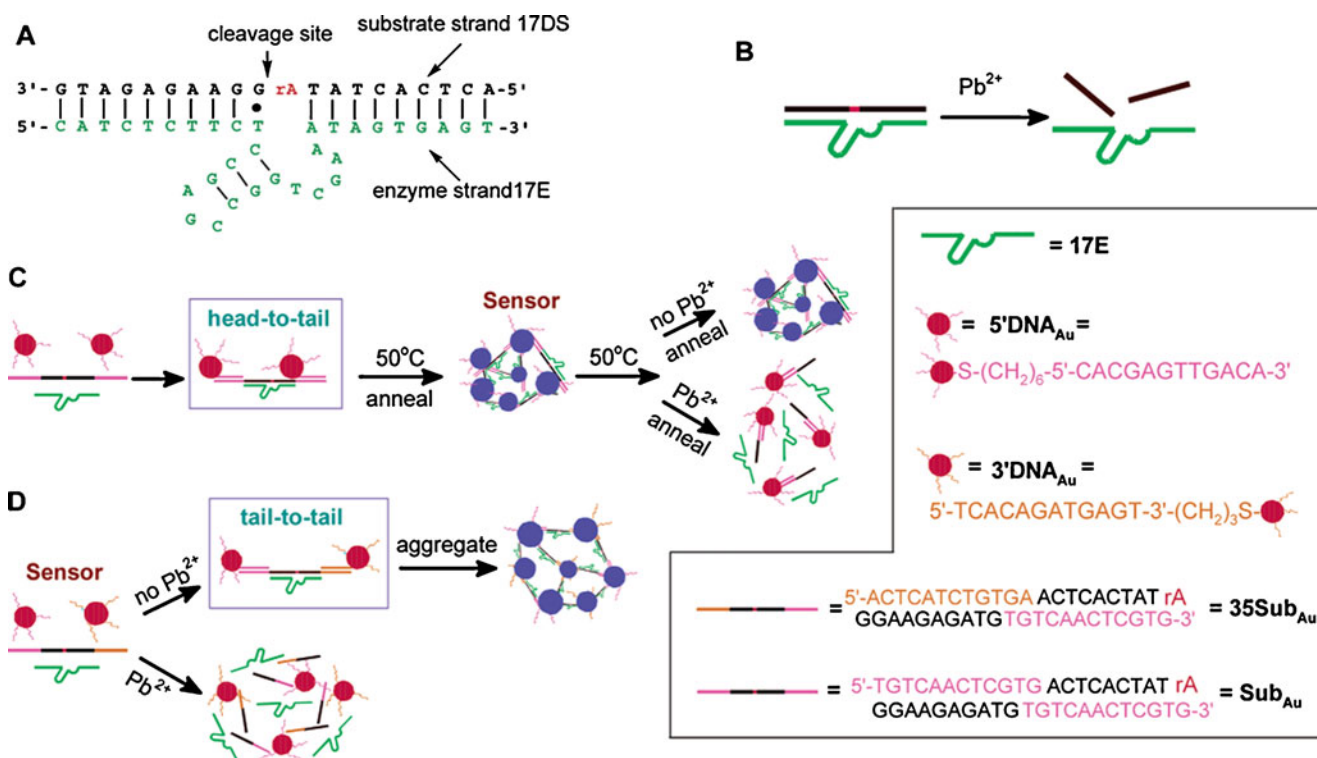 A
cleavage site
substrate strand 17DS
3'- G T A G A G A A G G rA T A T C A C T C A -5'
5'- C A T C T C T T C T A T A G T G A G T -3'
C A
G C A
A G G
G C T C
G C
enzyme strand17E
B
Pb2+
= 17E
= 5'DNAAu=
S-(CH2)6-5'-CACGAGTTGACA-3'
= 3'DNAAu=
5'-TCACAGATGAGT-3'-(CH2)3S-
C
head-to-tail
50°C
anneal
Sensor
50°C
no Pb2+
anneal
Pb2+
anneal
D
Sensor
no Pb2+
Pb2+
tail-to-tail
aggregate
= 5'-ACTCATCTGTGA ACTCACTAT rA = 35SubAu
GGAAGAGATG TGTCAACTCGTG-3'
= 5'-TGTCAACTCGTG ACTCACTAT rA = SubAu
GGAAGAGATG TGTCAACTCGTG-3'